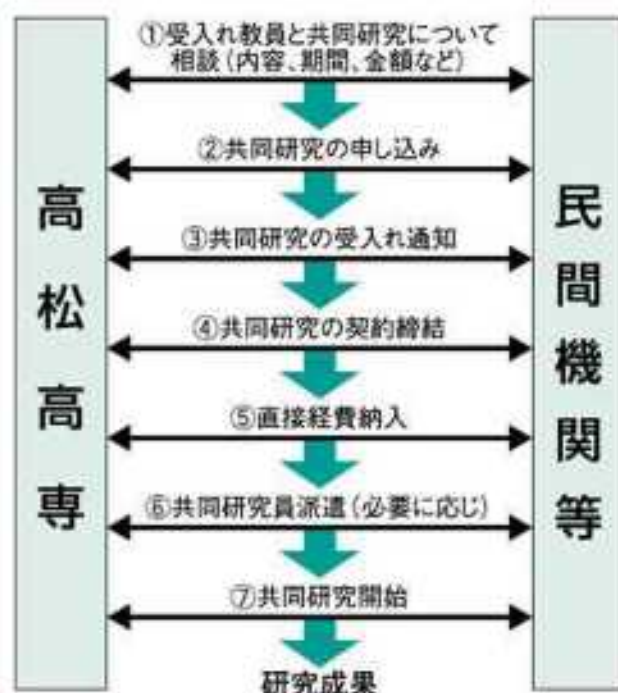 ①受入れ教員と共同研究について
相談(内容、期間、金額など)
②共同研究の申し込み
③共同研究の受入れ通知
④共同研究の契約締結
⑤直接経費納入
⑥共同研究員派遣(必要に応じ)
⑦共同研究開始
研究成果
高松高専
民間機関等